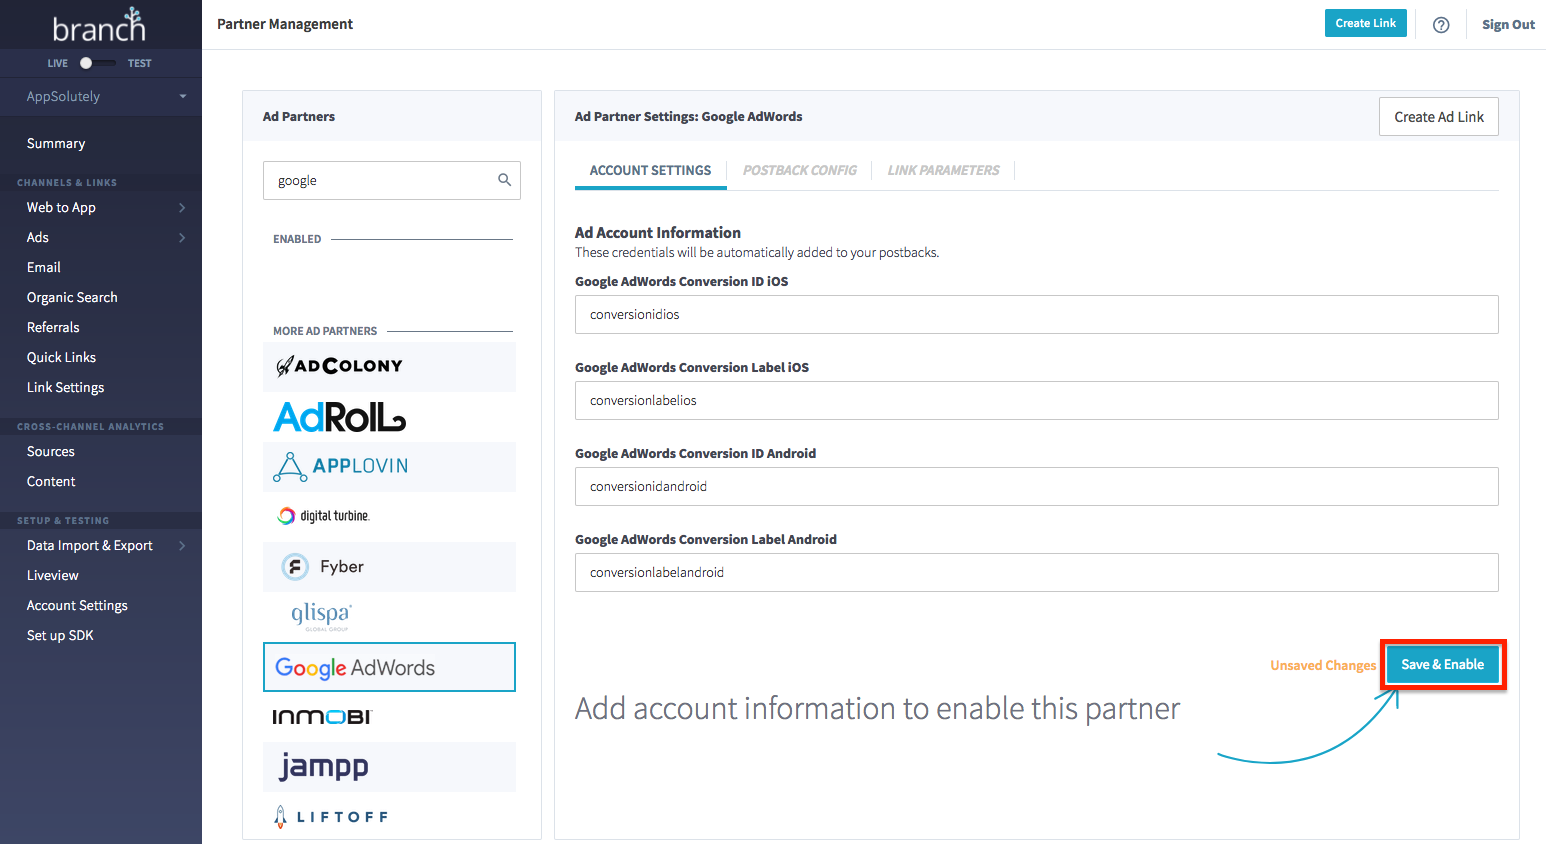 branch
LIVE TEST
AppSolutely
Summary
CHANNELS & LINKS
Web to App
Ads
Email
Organic Search
Referrals
Quick Links
Link Settings
CROSS-CHANNEL ANALYTICS
Sources
Content
SETUP & TESTING
Data Import & Export
Liveview
Account Settings
Set up SDK
Partner Management
Create Link
?
Sign Out
Ad Partners
google
ENABLED
MORE AD PARTNERS
ADCOLONY
AdRoll
APPLOVIN
digital turbine.
F Fyber
glispa
GLOBAL GROUP
Google AdWords
INMOBI
jampp
LIFTOFF
Ad Partner Settings: Google AdWords
Create Ad Link
ACCOUNT SETTINGS
POSTBACK CONFIG
LINK PARAMETERS
Ad Account Information
These credentials will be automatically added to your postbacks.
Google AdWords Conversion ID iOS
conversionidios
Google AdWords Conversion Label iOS
conversionlabelios
Google AdWords Conversion ID Android
conversionidandroid
Google AdWords Conversion Label Android
conversionlabelandroid
Unsaved Changes
Save & Enable
Add account information to enable this partner